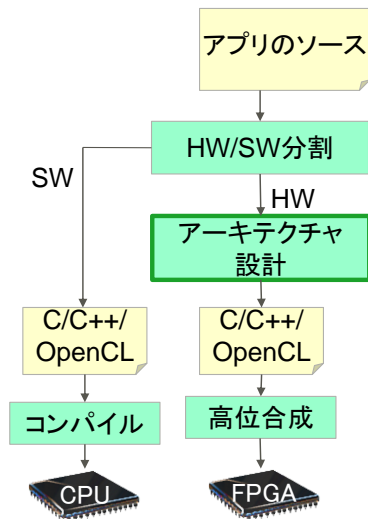 アプリのソース
HW/SW分割
SW
HW
アーキテクチャ
設計
C/C++/
OpenCL
C/C++/
OpenCL
コンパイル
高位合成
CPU
FPGA